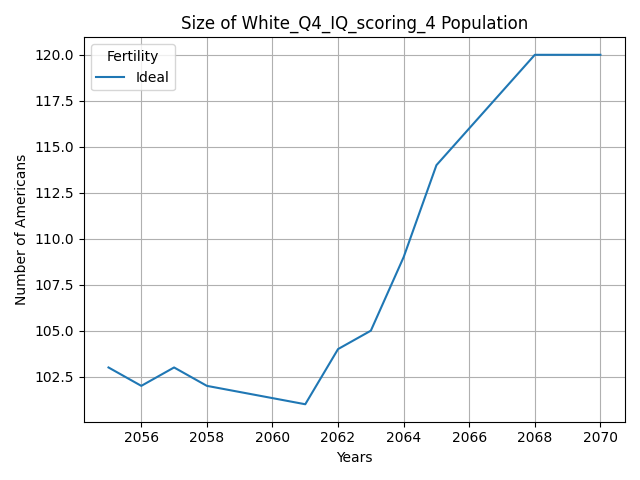 Size of White_Q4_IQ_scoring_4 Population
Fertility
Ideal
Number of Americans
120.0
117.5
115.0
112.5
110.0
107.5
105.0
102.5
2056 2058 2060 2062 2064 2066 2068 2070
Years